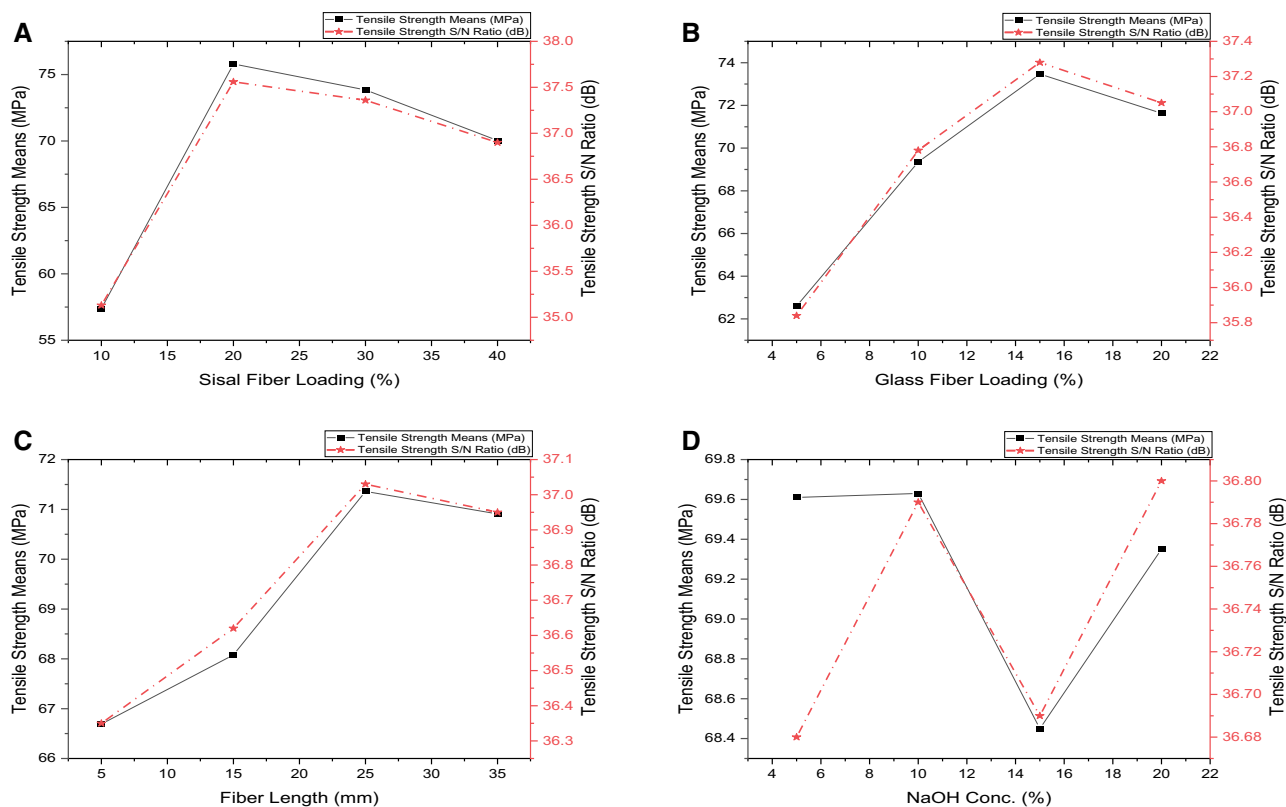 A
Tensile Strength Means (MPa)
Tensile Strength S/N Ratio (dB)
Tensile Strength Means (MPa)
75
70
65
60
55
38.0
37.5
37.0
36.5
36.0
35.5
35.0
Tensile Strength S/N Ratio (dB)
10 15 20 25 30 35 40
Sisal Fiber Loading (%)
B
Tensile Strength Means (MPa)
Tensile Strength S/N Ratio (dB)
Tensile Strength Means (MPa)
74
72
70
68
66
64
62
37.4
37.2
37.0
36.8
36.6
36.4
36.2
36.0
35.8
Tensile Strength S/N Ratio (dB)
4 6 8 10 12 14 16 18 20 22
Glass Fiber Loading (%)
C
Tensile Strength Means (MPa)
Tensile Strength S/N Ratio (dB)
Tensile Strength Means (MPa)
72
71
70
69
68
67
66
37.1
37.0
36.9
36.8
36.7
36.6
36.5
36.4
36.3
Tensile Strength S/N Ratio (dB)
5 10 15 20 25 30 35
Fiber Length (mm)
D
Tensile Strength Means (MPa)
Tensile Strength S/N Ratio (dB)
Tensile Strength Means (MPa)
69.8
69.6
69.4
69.2
69.0
68.8
68.6
68.4
36.80
36.78
36.76
36.74
36.72
36.70
36.68
Tensile Strength S/N Ratio (dB)
4 6 8 10 12 14 16 18 20 22
NaOH Conc. (%)